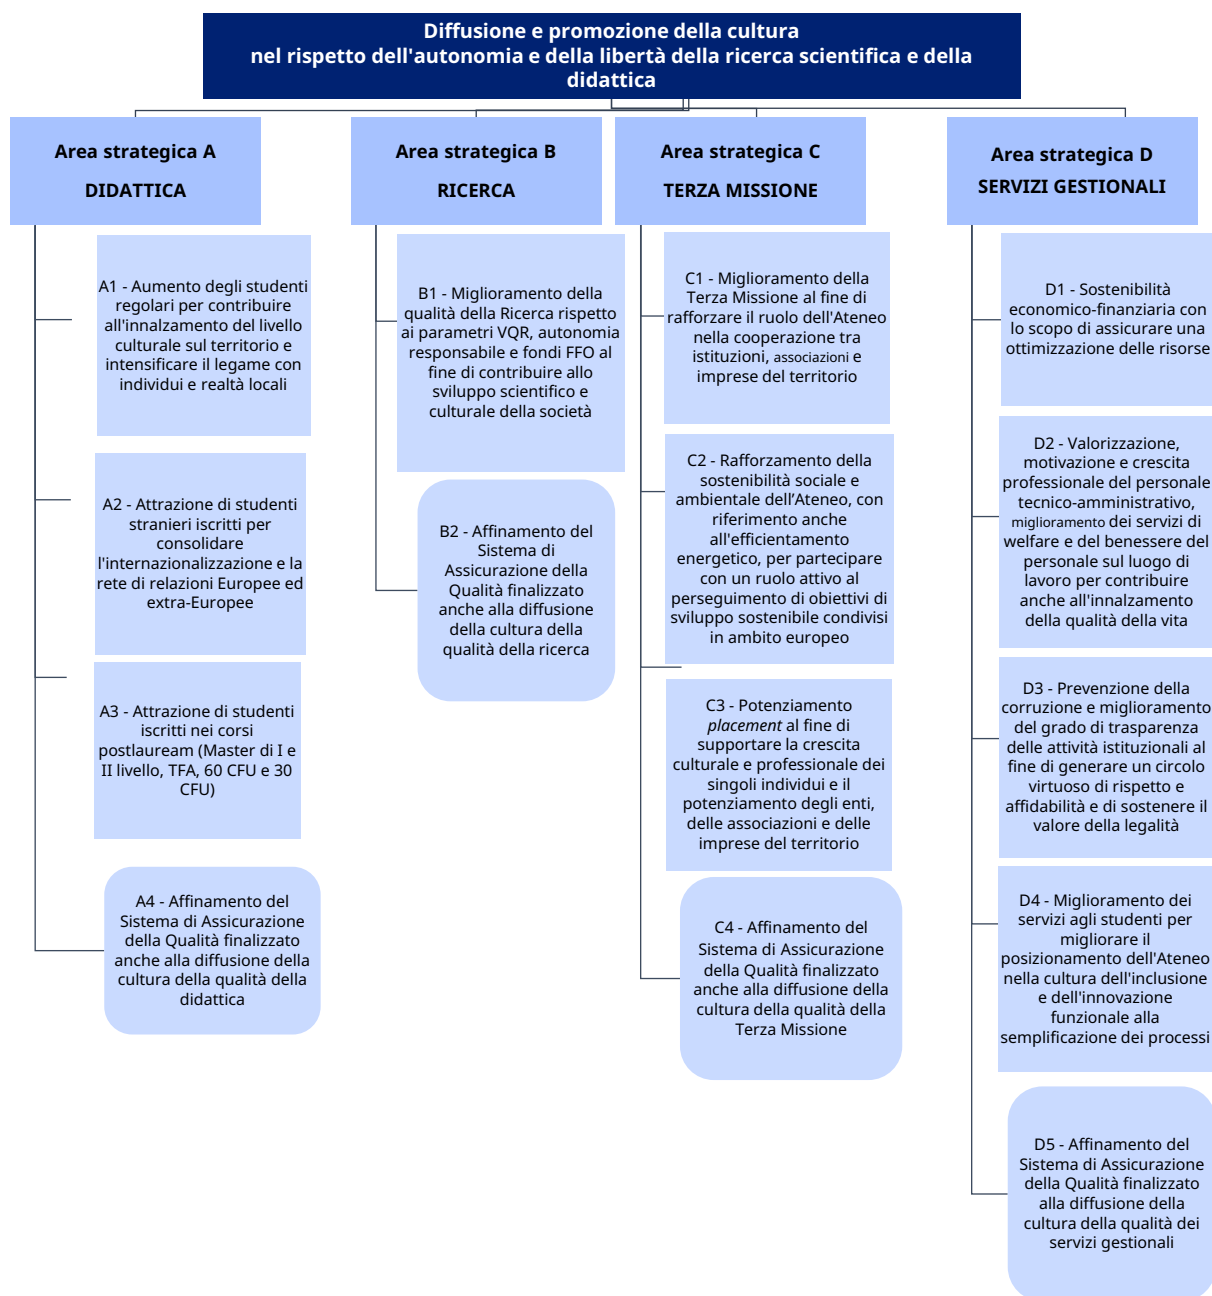 Diffusione e promozione della cultura
nel rispetto dell'autonomia e della libertà della ricerca scientifica e della
didattica
Area strategica A
DIDATTICA
A1 - Aumento degli studenti
regolari per contribuire
all'innalzamento del livello
culturale sul territorio e
intensificare il legame con
individui e realtà locali
A2 - Attrazione di studenti
stranieri iscritti per
consolidare
l'internazionalizzazione e la
rete di relazioni Europee ed
extra-Europee
A3 - Attrazione di studenti
iscritti nei corsi
postlauream (Master di I e
II livello, TFA, 60 CFU e 30
CFU)
A4 - Affinamento del
Sistema di Assicurazione
della Qualità finalizzato
anche alla diffusione della
cultura della qualità della
didattica
Area strategica B
RICERCA
B1 - Miglioramento della
qualità della Ricerca rispetto
ai parametri VQR, autonomia
responsabile e fondi FFO al
fine di contribuire allo
sviluppo scientifico e
culturale della società
B2 - Affinamento del
Sistema di
Assicurazione della
Qualità finalizzato
anche alla diffusione
della cultura della
qualità della ricerca
Area strategica C
TERZA MISSIONE
C1 - Miglioramento della
Terza Missione al fine di
rafforzare il ruolo dell'Ateneo
nella cooperazione tra
istituzioni, associazioni e
imprese del territorio
C2 - Rafforzamento della
sostenibilità sociale e
ambientale dell’Ateneo, con
riferimento anche
all'efficientamento
energetico, per partecipare
con un ruolo attivo al
perseguimento di obiettivi di
sviluppo sostenibile condivisi
in ambito europeo
C3 - Potenziamento
placement al fine di
supportare la crescita
culturale e professionale dei
singoli individui e il
potenziamento degli enti,
delle associazioni e delle
imprese del territorio
C4 - Affinamento del
Sistema di Assicurazione
della Qualità finalizzato
anche alla diffusione della
cultura della qualità della
Terza Missione
Area strategica D
SERVIZI GESTIONALI
D1 - Sostenibilità
economico-finanziaria con
lo scopo di assicurare una
ottimizzazione delle risorse
D2 - Valorizzazione,
motivazione e crescita
professionale del personale
tecnico-amministrativo,
miglioramento dei servizi di
welfare e del benessere del
personale sul luogo di
lavoro per contribuire
anche all'innalzamento
della qualità della vita
D3 - Prevenzione della
corruzione e miglioramento
del grado di trasparenza
delle attività istituzionali al
fine di generare un circolo
virtuoso di rispetto e
affidabilità e di sostenere il
valore della legalità
D4 - Miglioramento dei
servizi agli studenti per
migliorare il
posizionamento dell'Ateneo
nella cultura dell'inclusione
e dell'innovazione
funzionale alla
semplificazione dei processi
D5 - Affinamento del
Sistema di Assicurazione
della Qualità finalizzato
alla diffusione della
cultura della qualità dei
servizi gestionali